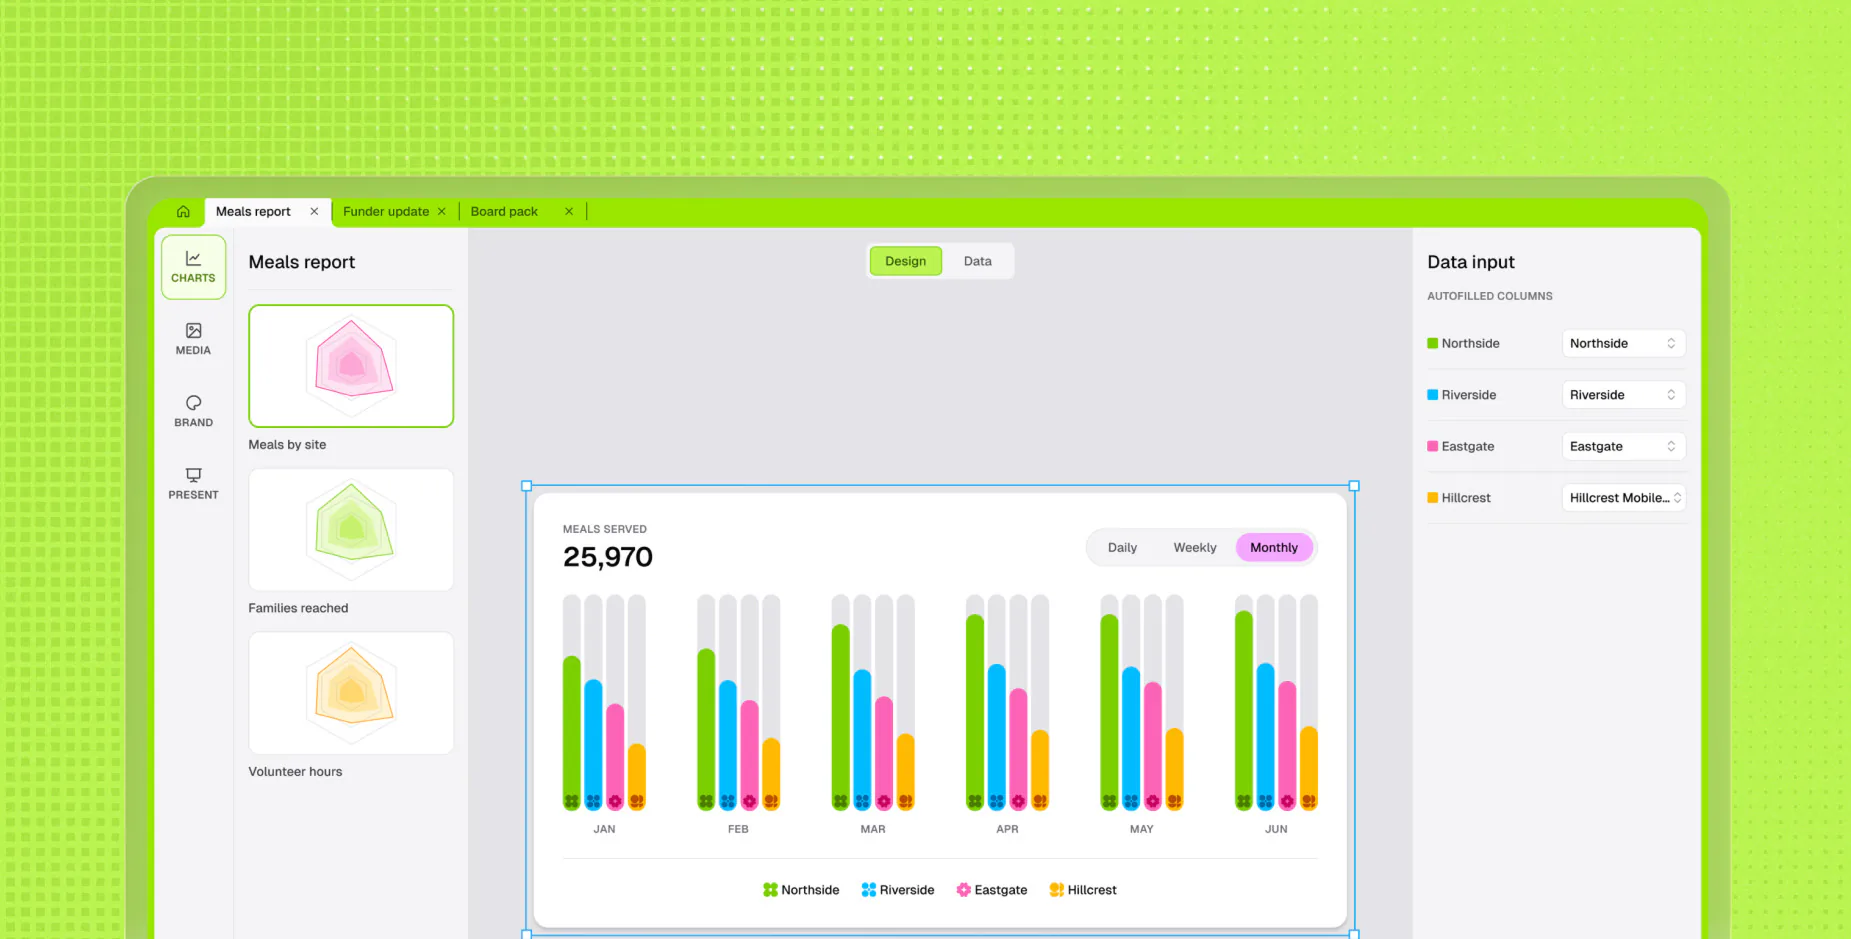 Meals report
Funder update
Board pack
CHARTS
MEDIA
BRAND
PRESENT
Meals report
Meals by site
Families reached
Volunteer hours
Design
Data
MEALS SERVED
25,970
Daily
Weekly
Monthly
JAN
FEB
MAR
APR
MAY
JUN
Northside
Riverside
Eastgate
Hillcrest
Data input
AUTOFILLED COLUMNS
Northside
Northside
Riverside
Riverside
Eastgate
Eastgate
Hillcrest
Hillcrest Mobile...